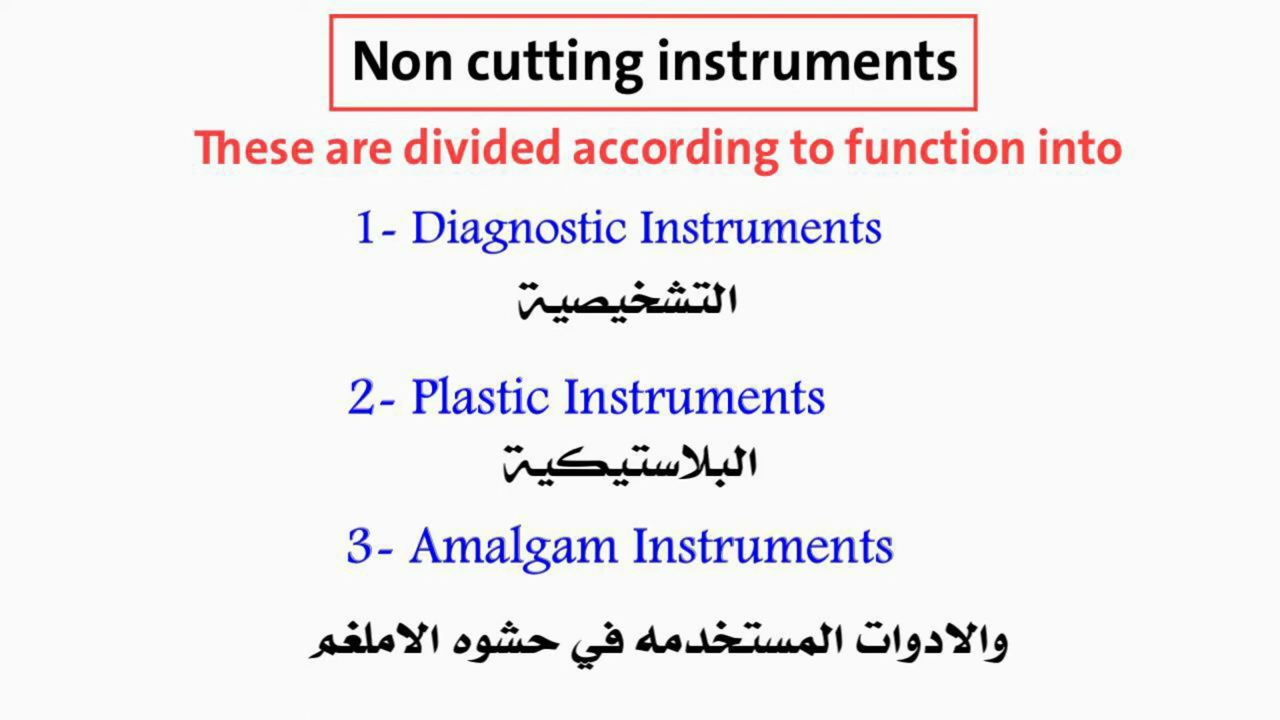 Non cutting instruments
These are divided according to function into
1- Diagnostic Instruments
التشخيصية
2- Plastic Instruments
البلاستيكية
3- Amalgam Instruments
والادوات المستخدمه في حشوه الاملغم